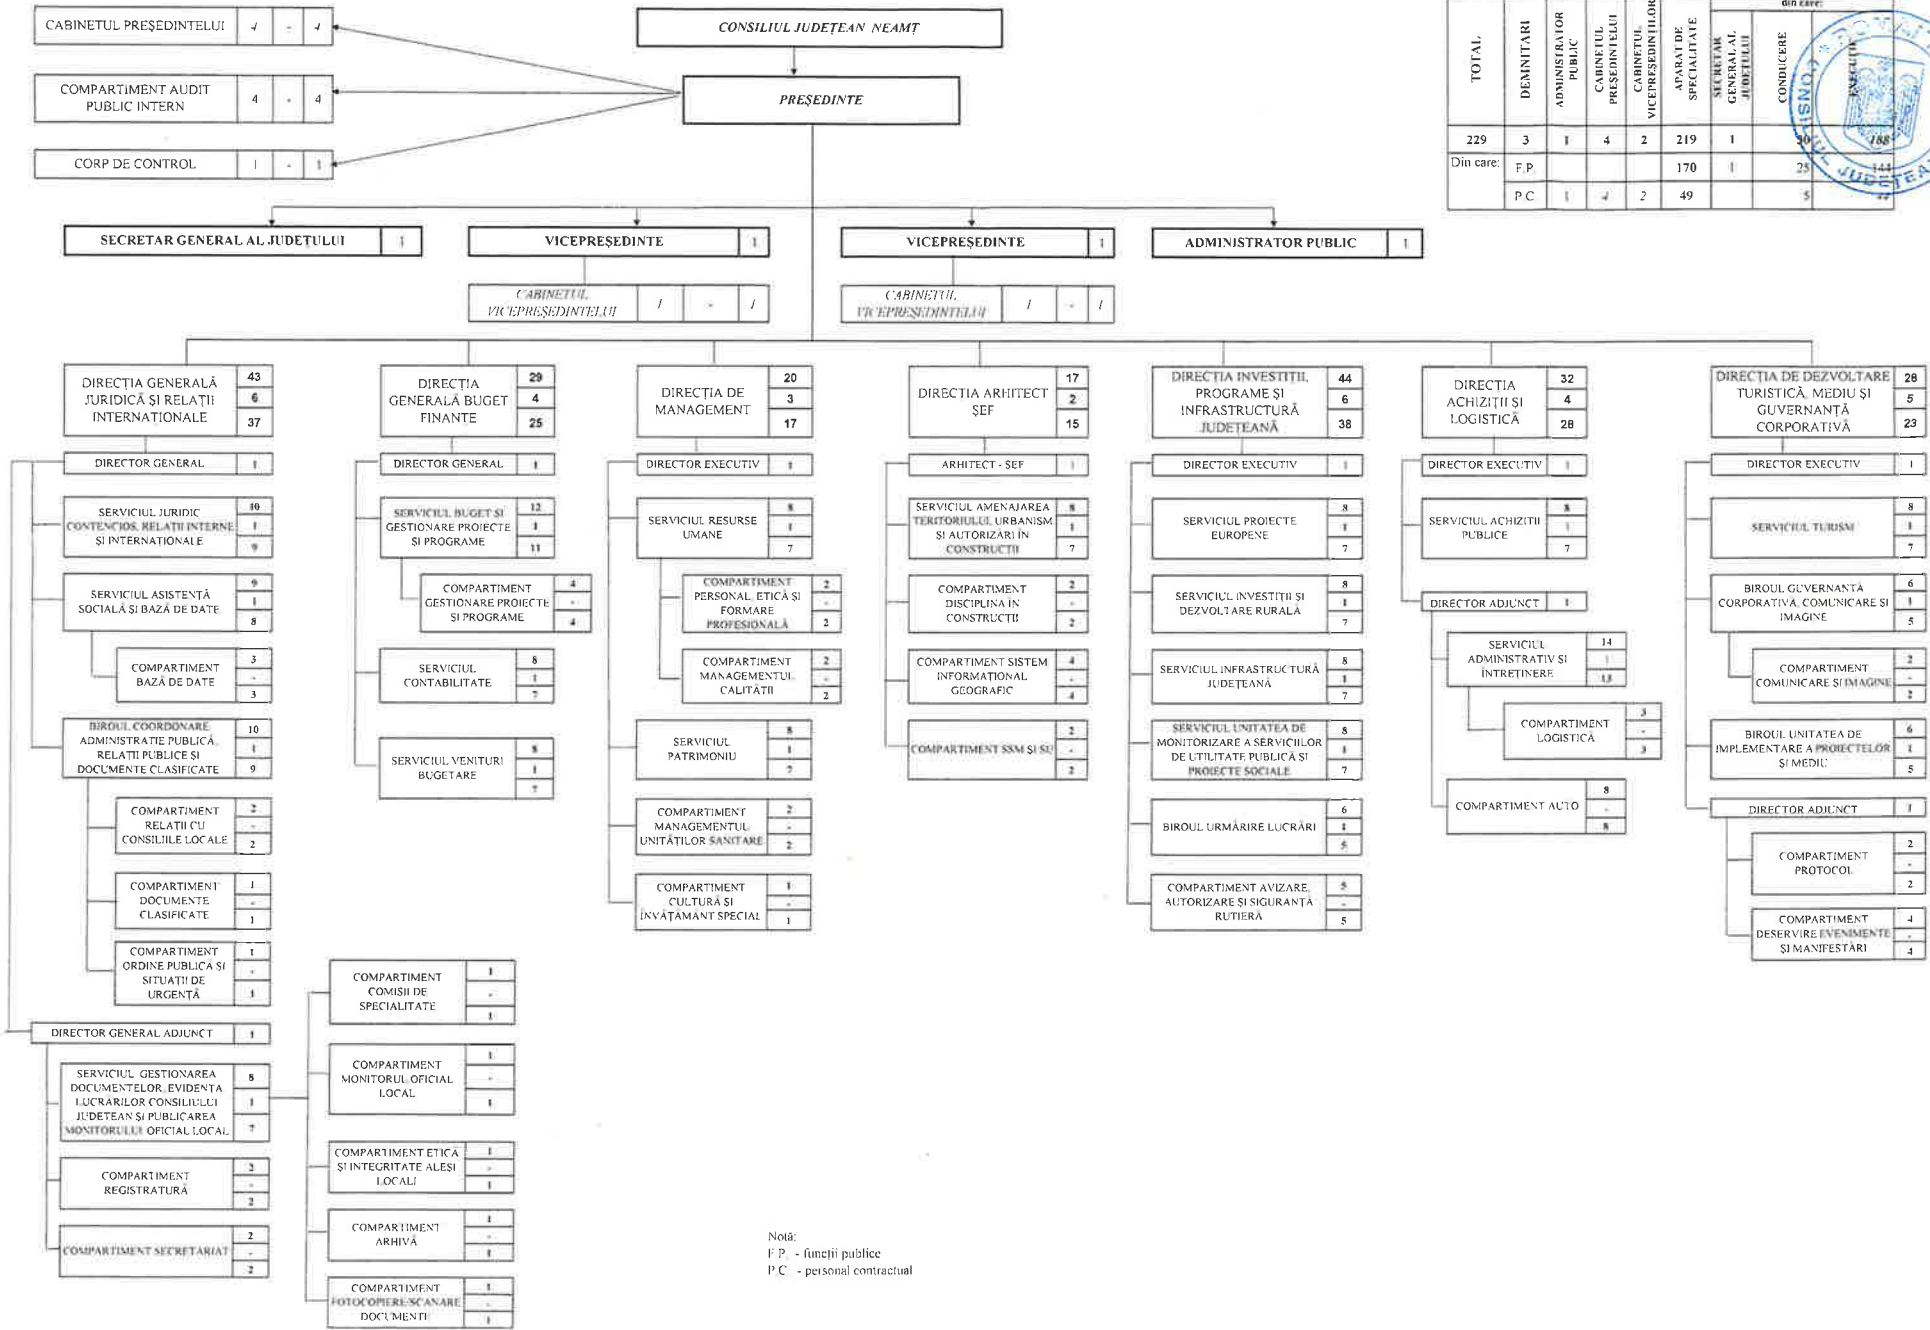 CONSILIUL JUDEȚEAN NEAMȚ
PREȘEDINTE
CABINETUL PREȘEDINTELUI 4 - 4
COMPARTIMENT AUDIT
PUBLIC INTERN 4 - 4
CORP DE CONTROL 1 - 1
din care:
TOTAL
DEMNITARI
ADMINISTRATOR
PUBLIC
CABINETUL
PREȘEDINTELUI
CABINETUL
VICEPREȘEDINȚILOR
APARAT DE
SPECIALITATE
SECRETAR
GENERAL AL
JUDEȚULUI
CONDUCERE
EXECUȚIE
229 3 1 4 2 219 1 30 188
Din care: F.P. 170 1 25 144
P C 1 4 2 49 5 44
ROMANIA
CONSILIUL JUDEȚEAN
SECRETAR GENERAL AL JUDEȚULUI 1
VICEPREȘEDINTE 1
VICEPREȘEDINTE 1
ADMINISTRATOR PUBLIC 1
CABINETUL
VICEPREȘEDINTELUI 1 - 1
CABINETUL
VICEPREȘEDINTELUI 1 - 1
DIRECȚIA GENERALĂ
JURIDICĂ ȘI RELAȚII
INTERNAȚIONALE
43
6
37
DIRECTOR GENERAL 1
SERVICIUL JURIDIC
CONTENCIOS, RELAȚII INTERNE
ȘI INTERNAȚIONALE
10
1
9
SERVICIUL ASISTENȚĂ
SOCIALĂ ȘI BAZĂ DE DATE
9
1
8
COMPARTIMENT
BAZĂ DE DATE
3
-
3
BIROUL COORDONARE
ADMINISTRAȚIE PUBLICĂ,
RELAȚII PUBLICE ȘI
DOCUMENTE CLASIFICATE
10
1
9
COMPARTIMENT
RELAȚII CU
CONSILIILE LOCALE
2
-
2
COMPARTIMENT
DOCUMENTE
CLASIFICATE
1
-
1
COMPARTIMENT
ORDINE PUBLICĂ ȘI
SITUAȚII DE
URGENȚĂ
1
-
1
DIRECTOR GENERAL ADJUNCT 1
SERVICIUL GESTIONAREA
DOCUMENTELOR, EVIDENȚA
LUCRĂRILOR CONSILIULUI
JUDEȚEAN ȘI PUBLICAREA
MONITORULUI OFICIAL LOCAL
8
1
7
COMPARTIMENT
REGISTRATURĂ
2
-
2
COMPARTIMENT SECRETARIAT
2
-
2
COMPARTIMENT
COMISII DE
SPECIALITATE
1
-
1
COMPARTIMENT
MONITORUL OFICIAL
LOCAL
1
-
1
COMPARTIMENT ETICĂ
ȘI INTEGRITATE ALEȘI
LOCALI
1
-
1
COMPARTIMENT
ARHIVĂ
1
-
1
COMPARTIMENT
FOTOCOPIERE/SCANARE
DOCUMENTE
1
-
1
DIRECȚIA
GENERALĂ BUGET
FINANȚE
29
4
25
DIRECTOR GENERAL 1
SERVICIUL BUGET ȘI
GESTIONARE PROIECTE
ȘI PROGRAME
12
1
11
COMPARTIMENT
GESTIONARE PROIECTE
ȘI PROGRAME
4
-
4
SERVICIUL
CONTABILITATE
8
1
7
SERVICIUL VENITURI
BUGETARE
8
1
7
DIRECȚIA DE
MANAGEMENT
20
3
17
DIRECTOR EXECUTIV 1
SERVICIUL RESURSE
UMANE
8
1
7
COMPARTIMENT
PERSONAL, ETICĂ ȘI
FORMARE
PROFESIONALĂ
2
-
2
COMPARTIMENT
MANAGEMENTUL
CALITĂȚII
2
-
2
SERVICIUL
PATRIMONIU
8
1
7
COMPARTIMENT
MANAGEMENTUL
UNITĂȚILOR SANITARE
2
-
2
COMPARTIMENT
CULTURĂ ȘI
ÎNVĂȚĂMÂNT SPECIAL
1
-
1
DIRECȚIA ARHITECT
ȘEF
17
2
15
ARHITECT - ȘEF 1
SERVICIUL AMENAJAREA
TERITORIULUI, URBANISM
ȘI AUTORIZĂRI ÎN
CONSTRUCȚII
8
1
7
COMPARTIMENT
DISCIPLINA ÎN
CONSTRUCȚII
2
-
2
COMPARTIMENT SISTEM
INFORMAȚIONAL
GEOGRAFIC
4
-
4
COMPARTIMENT SSM ȘI SU
2
-
2
DIRECȚIA INVESTIȚII,
PROGRAME ȘI
INFRASTRUCTURĂ
JUDEȚEANĂ
44
6
38
DIRECTOR EXECUTIV 1
SERVICIUL PROIECTE
EUROPENE
8
1
7
SERVICIUL INVESTIȚII ȘI
DEZVOLTARE RURALĂ
8
1
7
SERVICIUL INFRASTRUCTURĂ
JUDEȚEANĂ
8
1
7
SERVICIUL UNITATEA DE
MONITORIZARE A SERVICIILOR
DE UTILITATE PUBLICĂ ȘI
PROIECTE SOCIALE
8
1
7
BIROUL URMĂRIRE LUCRĂRI
6
1
5
COMPARTIMENT AVIZARE,
AUTORIZARE ȘI SIGURANȚĂ
RUTIERĂ
5
-
5
DIRECȚIA
ACHIZIȚII ȘI
LOGISTICĂ
32
4
28
DIRECTOR EXECUTIV 1
SERVICIUL ACHIZIȚII
PUBLICE
8
1
7
DIRECTOR ADJUNCT 1
SERVICIUL
ADMINISTRATIV ȘI
ÎNTREȚINERE
14
1
13
COMPARTIMENT
LOGISTICĂ
3
-
3
COMPARTIMENT AUTO
8
-
8
DIRECȚIA DE DEZVOLTARE
TURISTICĂ, MEDIU ȘI
GUVERNANȚĂ
CORPORATIVĂ
28
5
23
DIRECTOR EXECUTIV 1
SERVICIUL TURISM
8
1
7
BIROUL GUVERNANȚĂ
CORPORATIVĂ, COMUNICARE ȘI
IMAGINE
6
1
5
COMPARTIMENT
COMUNICARE ȘI IMAGINE
2
-
2
BIROUL UNITATEA DE
IMPLEMENTARE A PROIECTELOR
ȘI MEDIU
6
1
5
DIRECTOR ADJUNCT 1
COMPARTIMENT
PROTOCOL
2
-
2
COMPARTIMENT
DESERVIRE EVENIMENTE
ȘI MANIFESTĂRI
4
-
4
Notă:
F.P. - funcții publice
P.C. - personal contractual